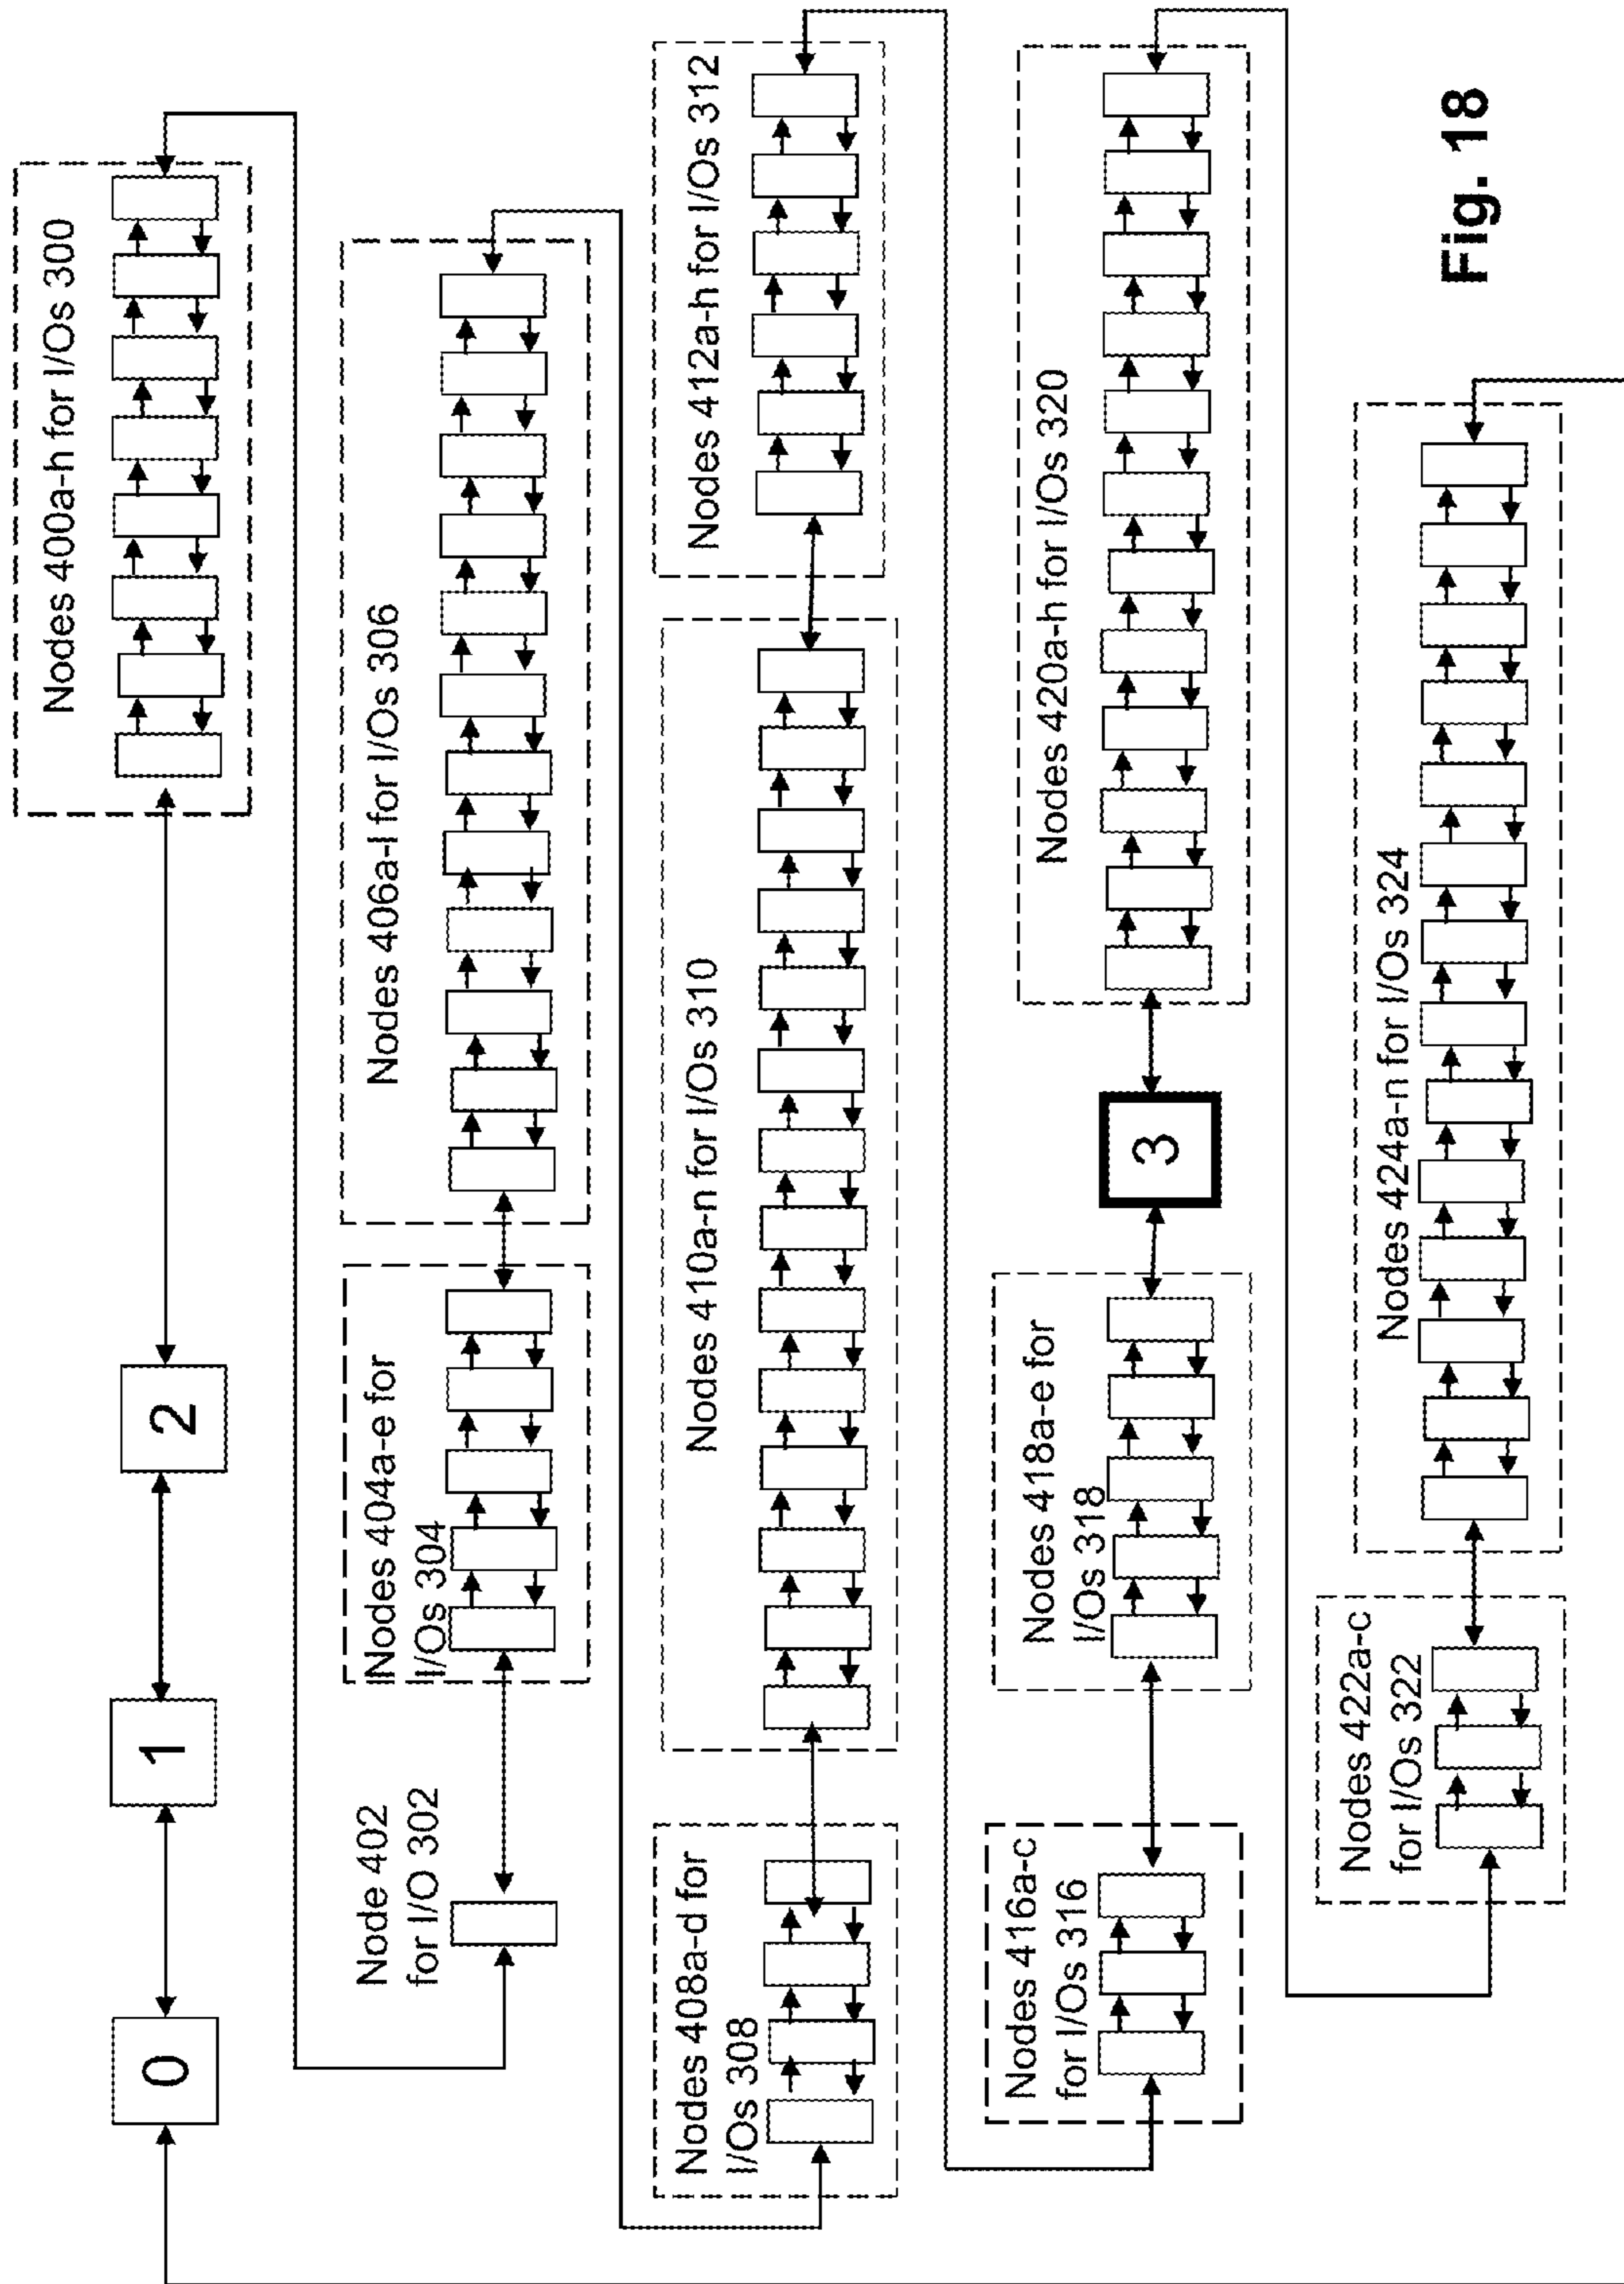 0
1
2
Nodes 400a-h for I/Os 300
Node 402
for I/O 302
Nodes 404a-e for
I/Os 304
Nodes 406a-l for I/Os 306
Nodes 408a-d for
I/Os 308
Nodes 410a-n for I/Os 310
Nodes 412a-h for I/Os 312
Nodes 416a-c
for I/Os 316
Nodes 418a-e for
I/Os 318
3
Nodes 420a-h for I/Os 320
Nodes 422a-c
for I/Os 322
Nodes 424a-n for I/Os 324
Fig. 18